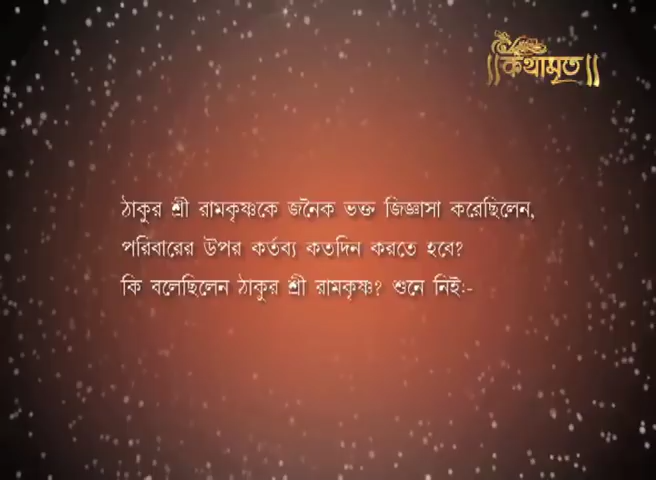 ॥কথামৃত॥
ঠাকুর শ্রী রামকৃষ্ণকে জনৈক ভক্ত জিজ্ঞাসা করেছিলেন,
পরিবারের উপর কর্তব্য কতদিন করতে হবে?
কি বলেছিলেন ঠাকুর শ্রী রামকৃষ্ণ? শুনে নিই:-